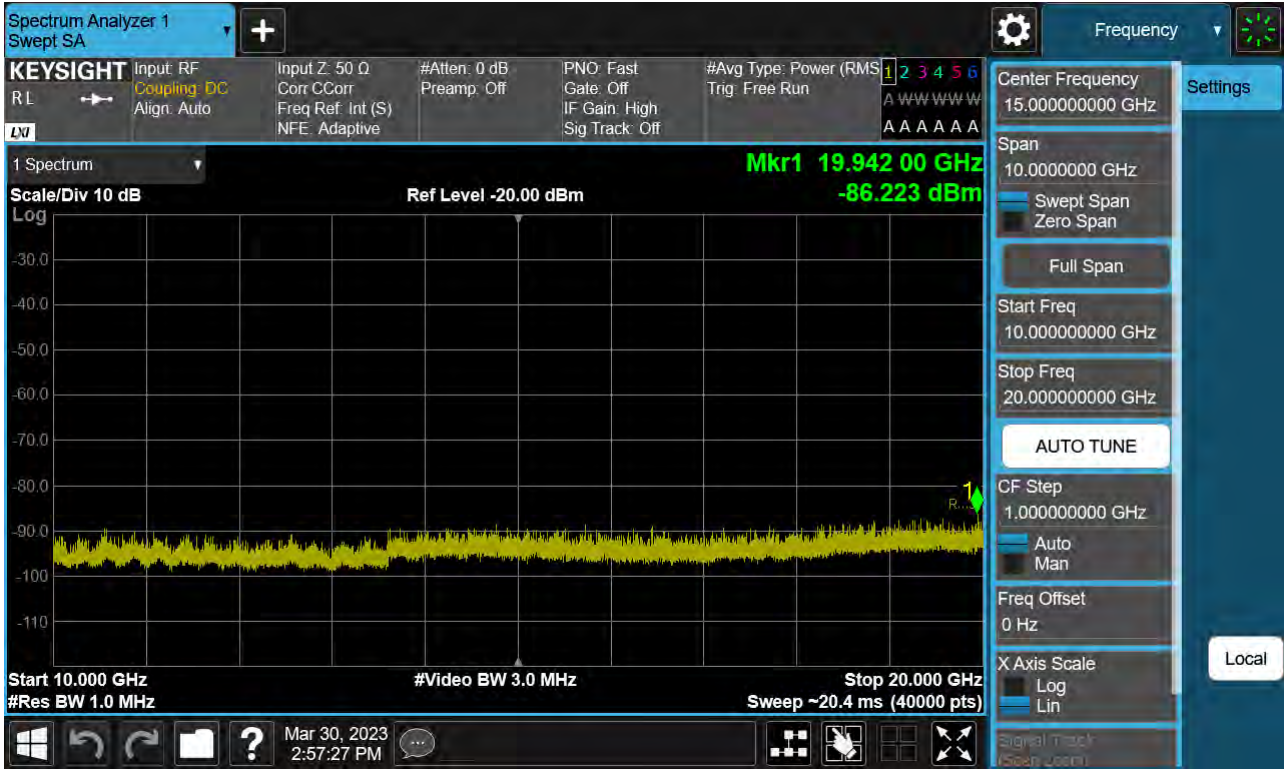 Spectrum Analyzer 1
Swept SA
+
Frequency
KEYSIGHT
R L
LXI
Input: RF
Coupling: DC
Align: Auto
Input Z: 50 Ω
Corr CCorr
Freq Ref: Int (S)
NFE: Adaptive
#Atten: 0 dB
Preamp: Off
PNO: Fast
Gate: Off
IF Gain: High
Sig Track: Off
#Avg Type: Power (RMS
Trig: Free Run
1 2 3 4 5 6
A W W W W W
A A A A A A
1 Spectrum
Scale/Div 10 dB
Log
Ref Level -20.00 dBm
Mkr1 19.942 00 GHz
-86.223 dBm
-30.0
-40.0
-50.0
-60.0
-70.0
-80.0
-90.0
-100
-110
1
Start 10.000 GHz
#Res BW 1.0 MHz
#Video BW 3.0 MHz
Stop 20.000 GHz
Sweep ~20.4 ms (40000 pts)
?
Mar 30, 2023
2:57:27 PM
Center Frequency
15.000000000 GHz
Span
10.0000000 GHz
Swept Span
Zero Span
Full Span
Start Freq
10.000000000 GHz
Stop Freq
20.000000000 GHz
AUTO TUNE
CF Step
1.000000000 GHz
Auto
Man
Freq Offset
0 Hz
X Axis Scale
Log
Lin
Signal Track
(Span Zoom)
Settings
Local